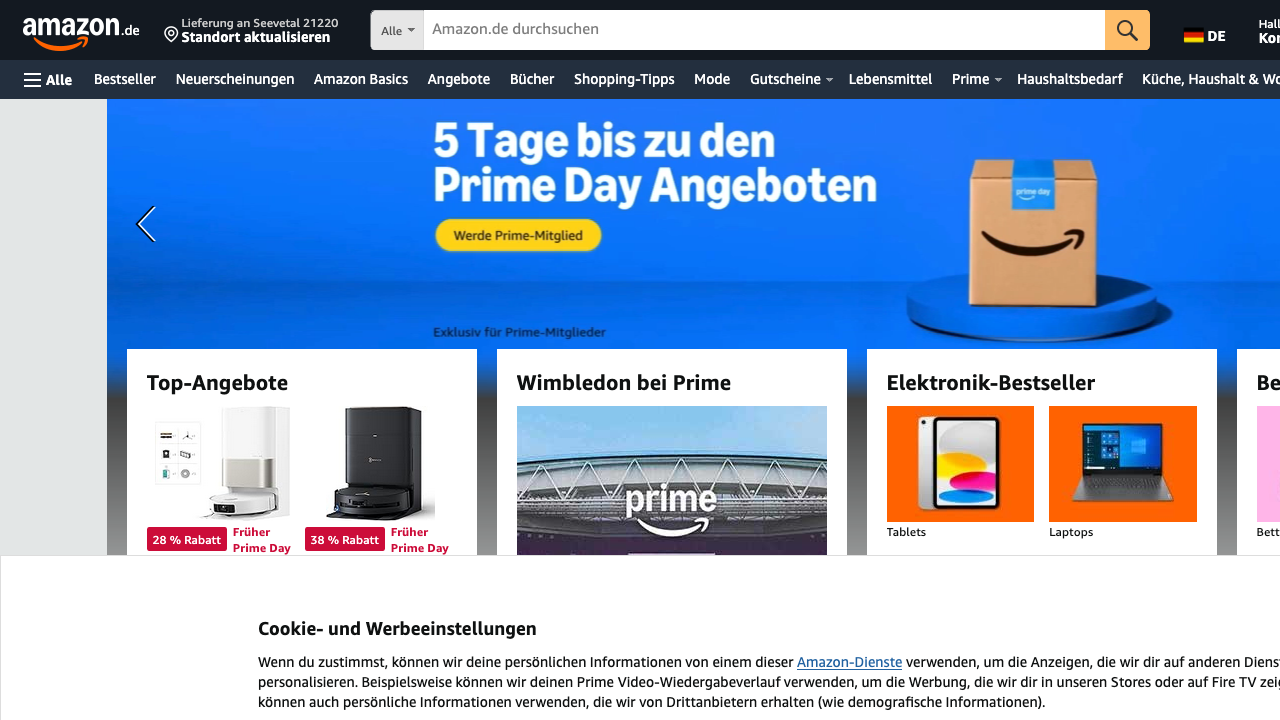 amazon.de
Lieferung an Seevetal 21220
Standort aktualisieren
Alle
Amazon.de durchsuchen
DE
Hall
Kon
Alle
Bestseller
Neuerscheinungen
Amazon Basics
Angebote
Bücher
Shopping-Tipps
Mode
Gutscheine
Lebensmittel
Prime
Haushaltsbedarf
Küche, Haushalt & Wo
5 Tage bis zu den
Prime Day Angeboten
Werde Prime-Mitglied
prime day
Exklusiv für Prime-Mitglieder
Top-Angebote
28 % Rabatt
Früher
Prime Day
38 % Rabatt
Früher
Prime Day
Wimbledon bei Prime
prime
Elektronik-Bestseller
Tablets
Laptops
Be
Bett
Cookie- und Werbeeinstellungen
Wenn du zustimmst, können wir deine persönlichen Informationen von einem dieser Amazon-Dienste verwenden, um die Anzeigen, die wir dir auf anderen Dienst
personalisieren. Beispielsweise können wir deinen Prime Video-Wiedergabeverlauf verwenden, um die Werbung, die wir dir in unseren Stores oder auf Fire TV zeig
können auch persönliche Informationen verwenden, die wir von Drittanbietern erhalten (wie demografische Informationen).